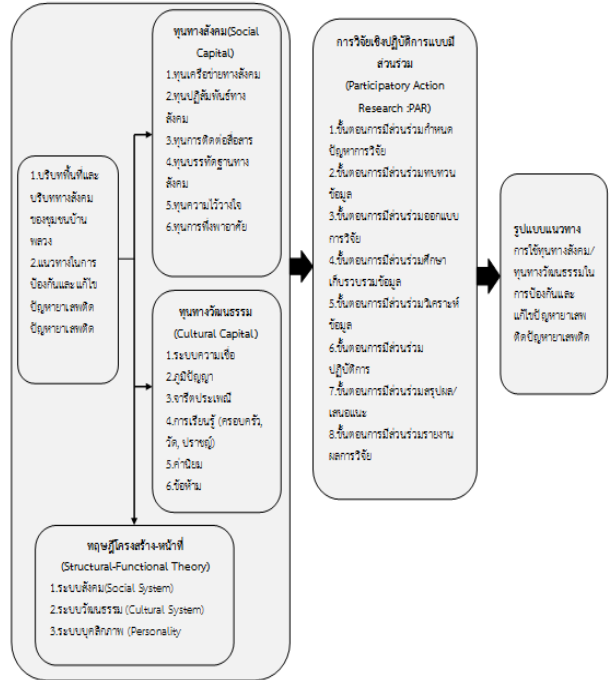 1.บริบทพื้นที่และ
บริบททางสังคม
ของชุมชนบ้าน
พลวง
2.แนวทางในการ
ป้องกันและแก้ไข
ปัญหายาเสพติด
ปัญหายาเสพติด
ทุนทางสังคม(Social
Capital)
1.ทุนเครือข่ายทางสังคม
2.ทุนปฏิสัมพันธ์ทาง
สังคม
3.ทุนการติดต่อสื่อสาร
4.ทุนบรรทัดฐานทาง
สังคม
5.ทุนความไว้วางใจ
6.ทุนการพึ่งพาอาศัย
ทุนทางวัฒนธรรม
(Cultural Capital)
1.ระบบความเชื่อ
2.ภูมิปัญญา
3.จารีตประเพณี
4.การเรียนรู้ (ครอบครัว,
วัด, ปราชญ์)
5.ค่านิยม
6.ข้อห้าม
ทฤษฎีโครงสร้าง-หน้าที่
(Structural-Functional Theory)
1.ระบบสังคม(Social System)
2.ระบบวัฒนธรรม (Cultural System)
3.ระบบบุคลิกภาพ (Personality
การวิจัยเชิงปฏิบัติการแบบมี
ส่วนร่วม
(Participatory Action
Research :PAR)
1.ขั้นตอนการมีส่วนร่วมกำหนด
ปัญหาการวิจัย
2.ขั้นตอนการมีส่วนร่วมทบทวน
ข้อมูล
3.ขั้นตอนการมีส่วนร่วมออกแบบ
การวิจัย
4.ขั้นตอนการมีส่วนร่วมศึกษา
เก็บรวบรวมข้อมูล
5.ขั้นตอนการมีส่วนร่วมวิเคราะห์
ข้อมูล
6.ขั้นตอนการมีส่วนร่วม
ปฏิบัติการ
7.ขั้นตอนการมีส่วนร่วมสรุปผล/
เสนอแนะ
8.ขั้นตอนการมีส่วนร่วมรายงาน
ผลการวิจัย
รูปแบบแนวทาง
การใช้ทุนทางสังคม/
ทุนทางวัฒนธรรมใน
การป้องกันและ
แก้ไขปัญหายาเสพ
ติดปัญหายาเสพติด